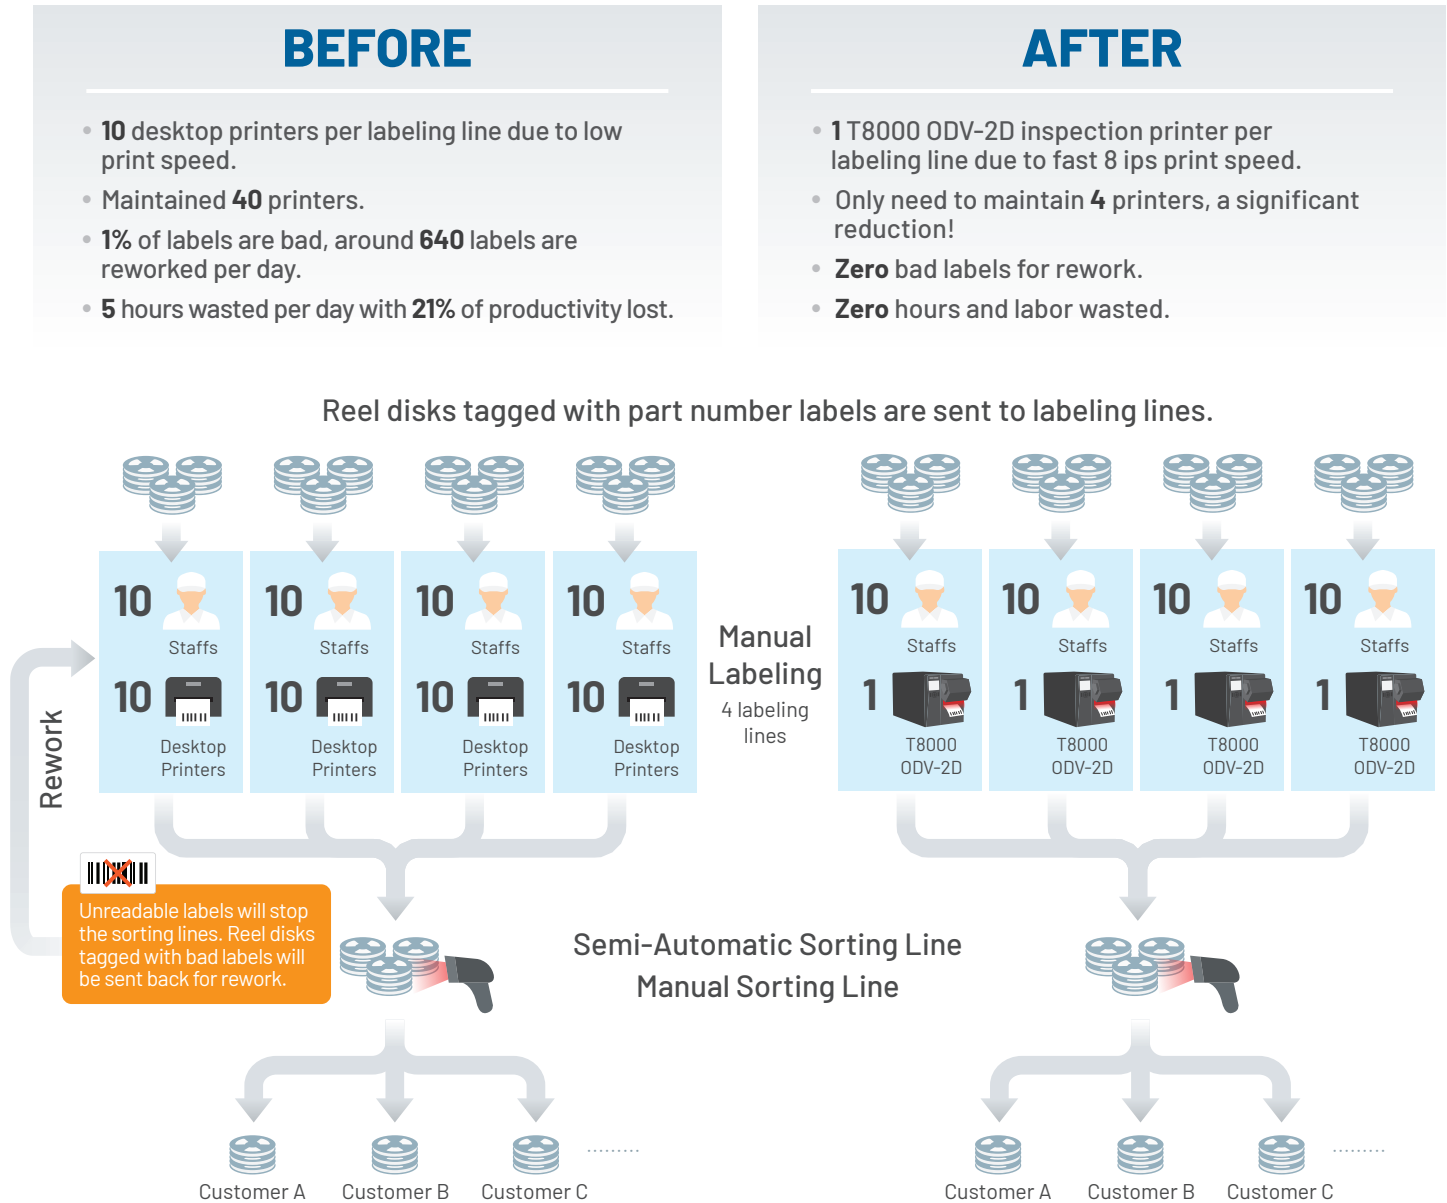 BEFORE
• 10 desktop printers per labeling line due to low
print speed.
• Maintained 40 printers.
• 1% of labels are bad, around 640 labels are
reworked per day.
• 5 hours wasted per day with 21% of productivity lost.
AFTER
• 1 T8000 ODV-2D inspection printer per
labeling line due to fast 8 ips print speed.
• Only need to maintain 4 printers, a significant
reduction!
• Zero bad labels for rework.
• Zero hours and labor wasted.
Reel disks tagged with part number labels are sent to labeling lines.
10
Staffs
10
Desktop
Printers
10
Staffs
10
Desktop
Printers
10
Staffs
10
Desktop
Printers
10
Staffs
10
Desktop
Printers
Manual
Labeling
4 labeling
lines
10
Staffs
1
T8000
ODV-2D
10
Staffs
1
T8000
ODV-2D
10
Staffs
1
T8000
ODV-2D
10
Staffs
1
T8000
ODV-2D
Rework
Unreadable labels will stop
the sorting lines. Reel disks
tagged with bad labels will
be sent back for rework.
Semi-Automatic Sorting Line
Manual Sorting Line
.........
Customer A
Customer B
Customer C
.........
Customer A
Customer B
Customer C